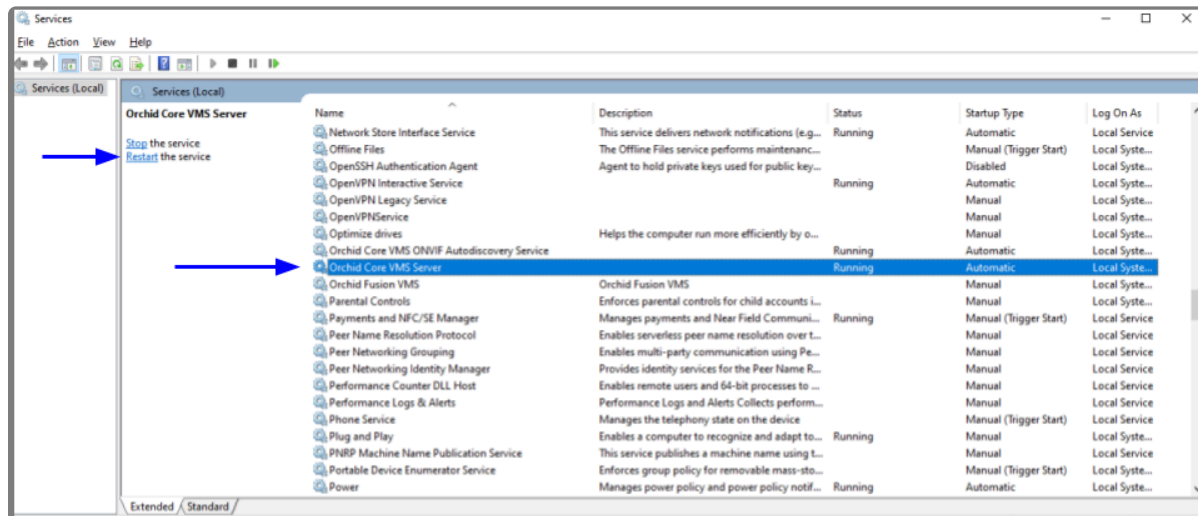 Services
File Action View Help
Services (Local)
Services (Local)
Orchid Core VMS Server
Stop the service
Restart the service
Name Description Status Startup Type Log On As
Network Store Interface Service This service delivers network notifications (e.g... Running Automatic Local Service
Offline Files The Offline Files service performs maintenanc... Manual (Trigger Start) Local Syste...
OpenSSH Authentication Agent Agent to hold private keys used for public key... Disabled Local Syste...
OpenVPN Interactive Service Running Automatic Local Syste...
OpenVPN Legacy Service Manual Local Syste...
OpenVPNService Manual Local Syste...
Optimize drives Helps the computer run more efficiently by o... Manual Local Syste...
Orchid Core VMS ONVIF Autodiscovery Service Running Automatic Local Syste...
Orchid Core VMS Server Running Automatic Local Syste...
Orchid Fusion VMS Orchid Fusion VMS Manual Local Syste...
Parental Controls Enforces parental controls for child accounts i... Manual Local Syste...
Payments and NFC/SE Manager Manages payments and Near Field Communi... Running Manual (Trigger Start) Local Service
Peer Name Resolution Protocol Enables serverless peer name resolution over t... Manual Local Service
Peer Networking Grouping Enables multi-party communication using Pe... Manual Local Service
Peer Networking Identity Manager Provides identity services for the Peer Name R... Manual Local Service
Performance Counter DLL Host Enables remote users and 64-bit processes to ... Manual Local Service
Performance Logs & Alerts Performance Logs and Alerts Collects perform... Manual Local Service
Phone Service Manages the telephony state on the device Manual (Trigger Start) Local Service
Plug and Play Enables a computer to recognize and adapt to... Running Manual Local Syste...
PNRP Machine Name Publication Service This service publishes a machine name using t... Manual Local Service
Portable Device Enumerator Service Enforces group policy for removable mass-sto... Manual (Trigger Start) Local Syste...
Power Manages power policy and power policy notif... Running Automatic Local Syste...
Extended Standard